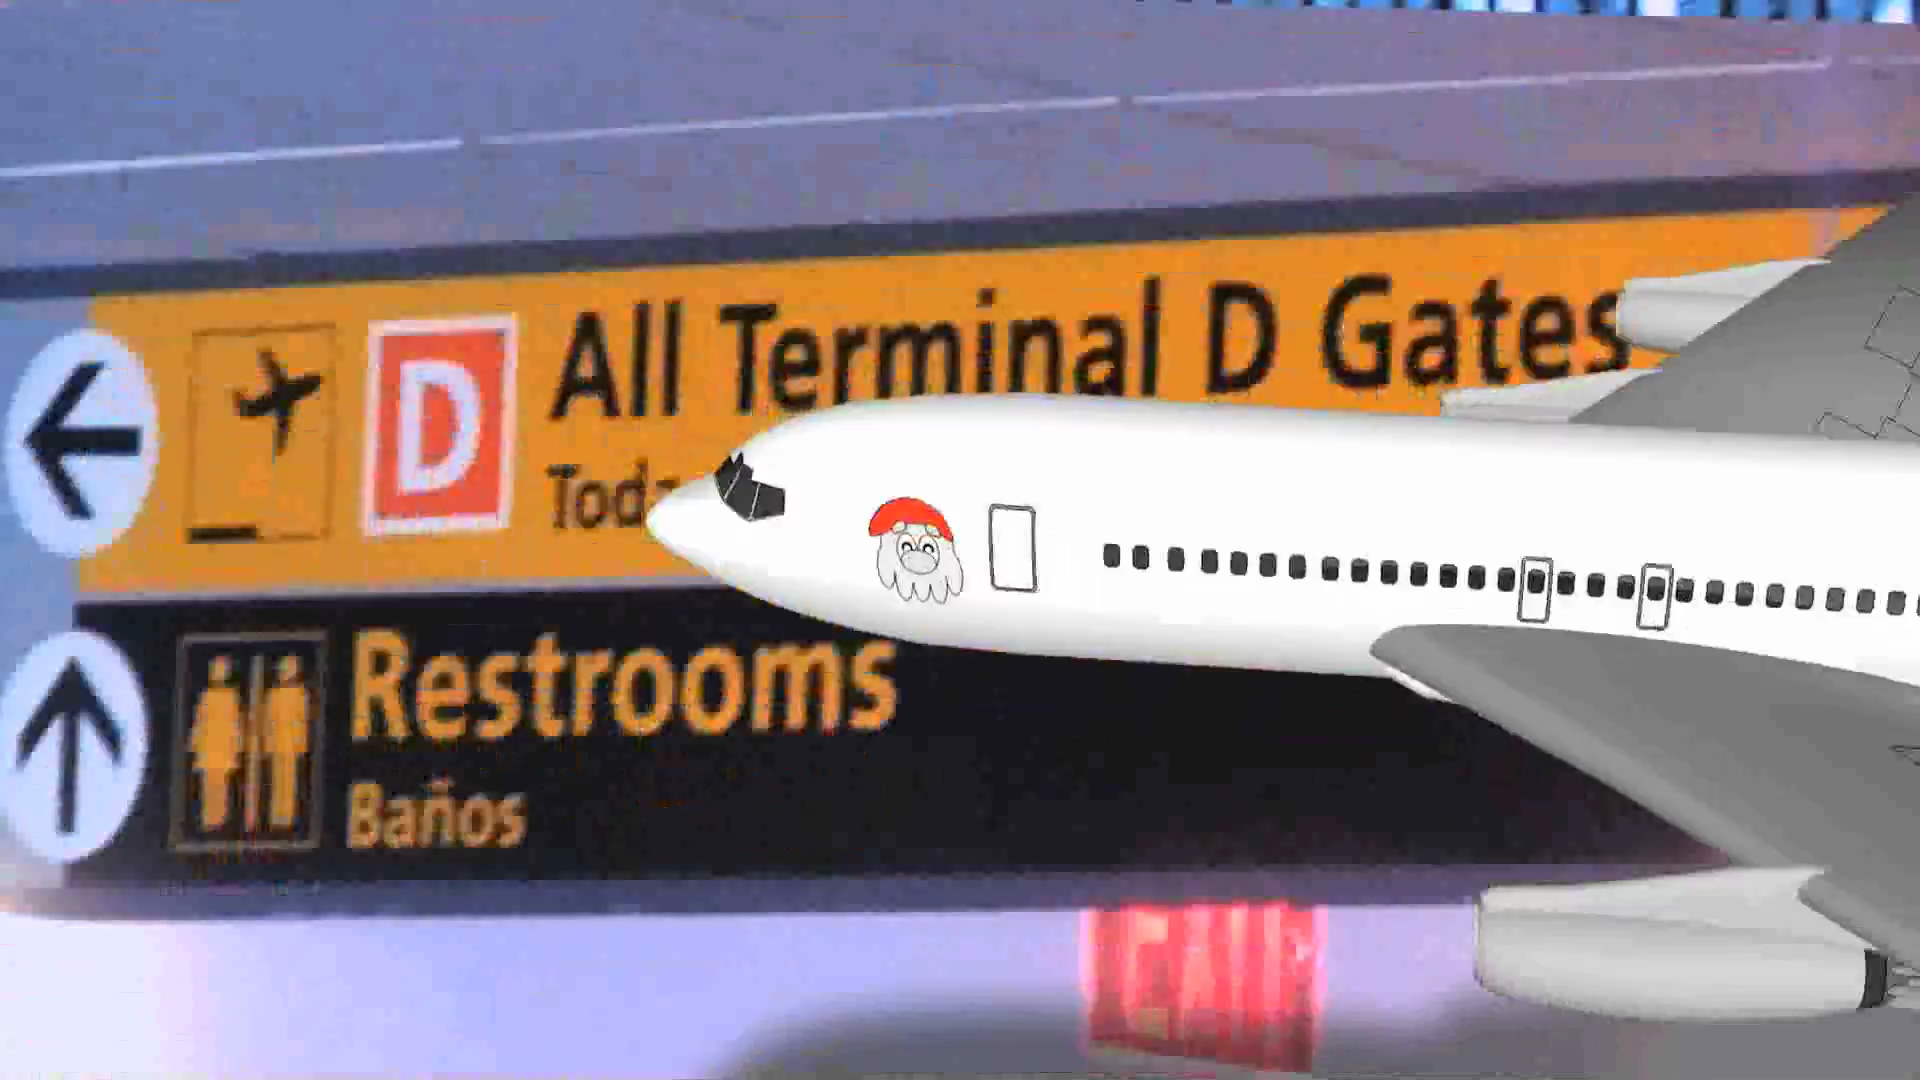 D
All Terminal D Gates
Restrooms
Baños